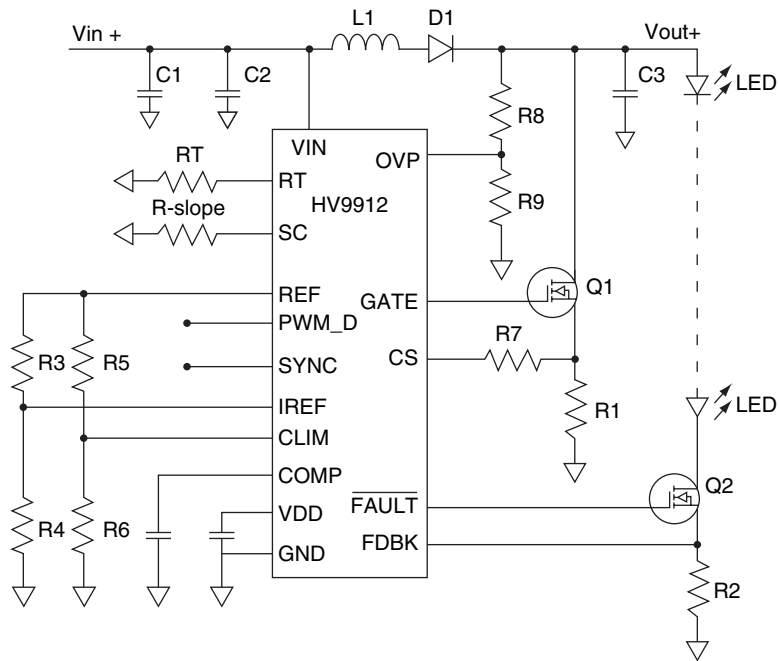 L1
D1
Vin +
Vout+
C1
C2
C3
LED
R8
VIN
OVP
RT
RT
HV9912
R9
R-slope
SC
REF
GATE
Q1
PWM_D
R7
R3
R5
SYNC
CS
IREF
R1
LED
CLIM
COMP
Q2
R4
R6
VDD
FAULT
GND
FDBK
R2